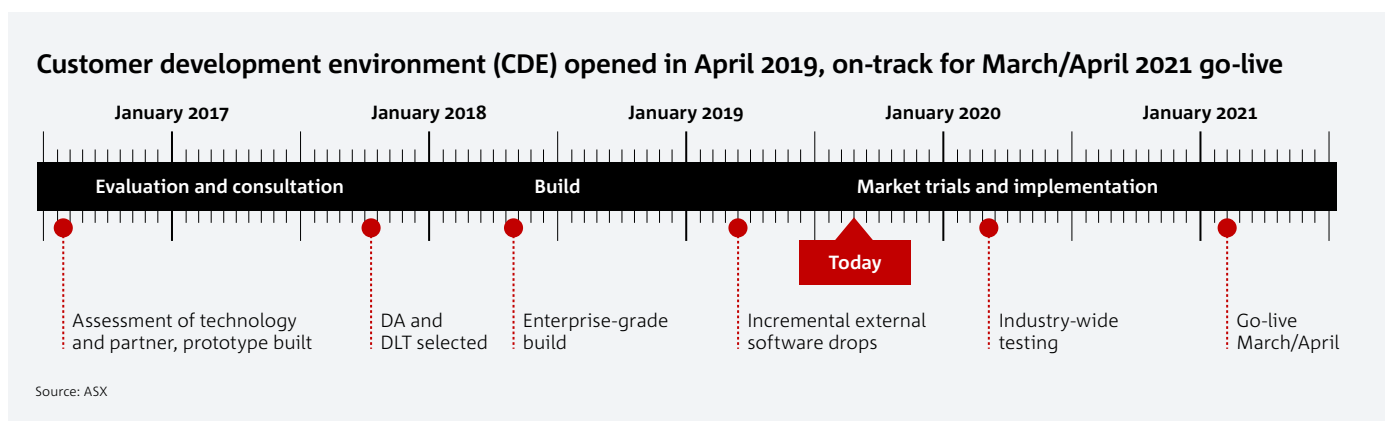 Customer development environment (CDE) opened in April 2019, on-track for March/April 2021 go-live
January 2017
January 2018
January 2019
January 2020
January 2021
Evaluation and consultation
Build
Market trials and implementation
Today
Assessment of technology
and partner, prototype built
DA and
DLT selected
Enterprise-grade
build
Incremental external
software drops
Industry-wide
testing
Go-live
March/April
Source: ASX